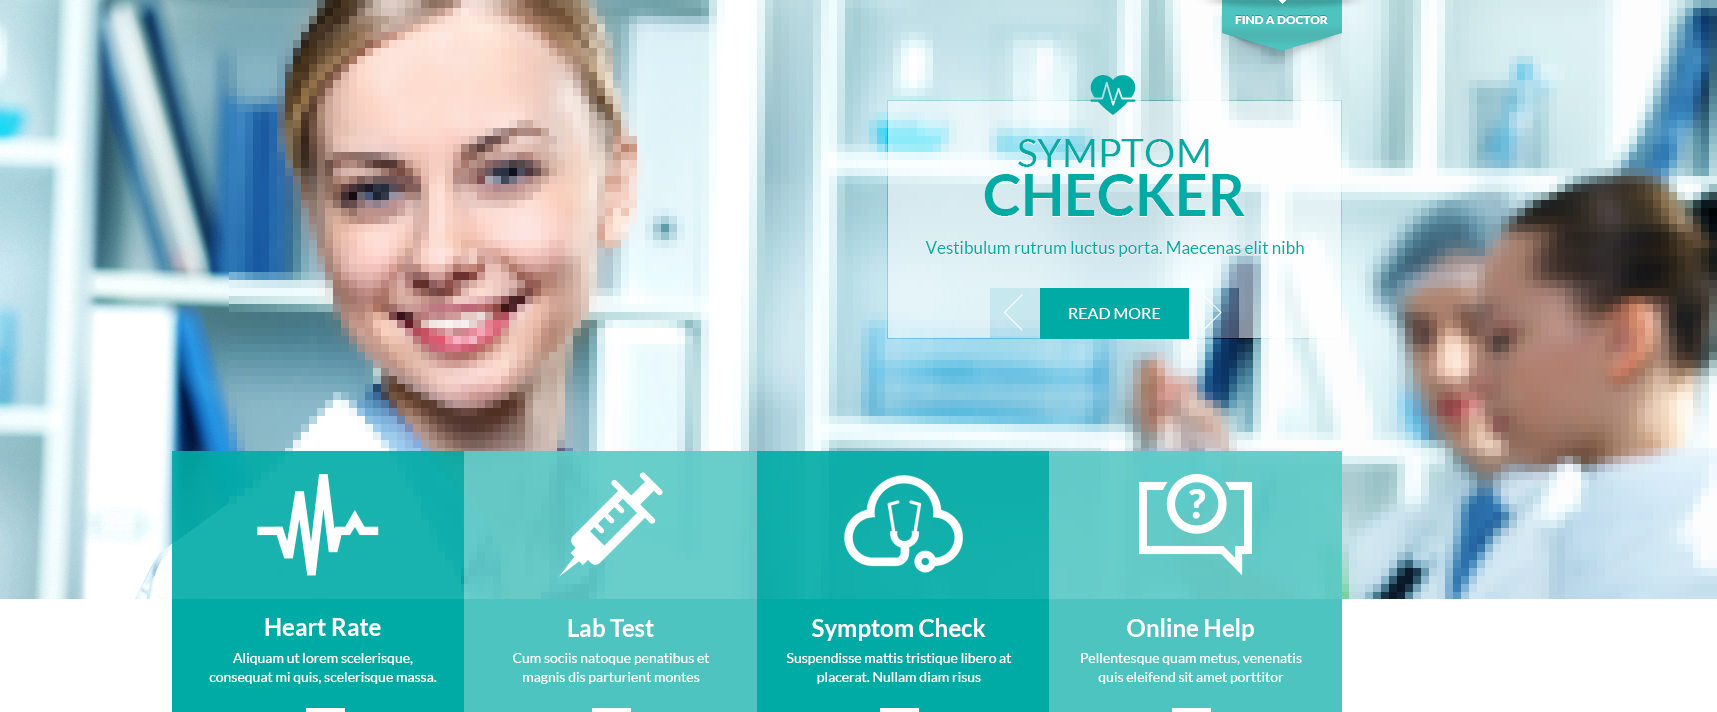 FIND A DOCTOR
SYMPTOM
CHECKER
Vestibulum rutrum luctus porta. Maecenas elit nibh
READ MORE
?
Heart Rate
Aliquam ut lorem scelerisque,
consequat mi quis, scelerisque massa.
Lab Test
Cum sociis natoque penatibus et
magnis dis parturient montes
Symptom Check
Suspendisse mattis tristique libero at
placerat. Nullam diam risus
Online Help
Pellentesque quam metus, venenatis
quis eleifend sit amet porttitor